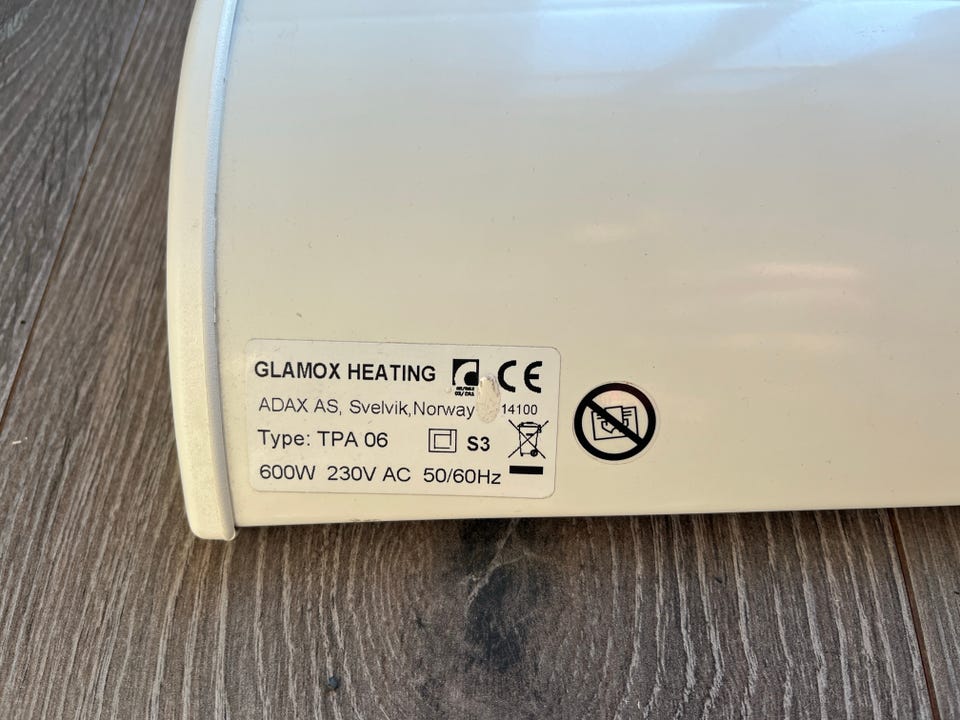 GLAMOX HEATING CE
ADAX AS, Svelvik,Norway 14100
Type: TPA 06 S3
600W 230V AC 50/60Hz